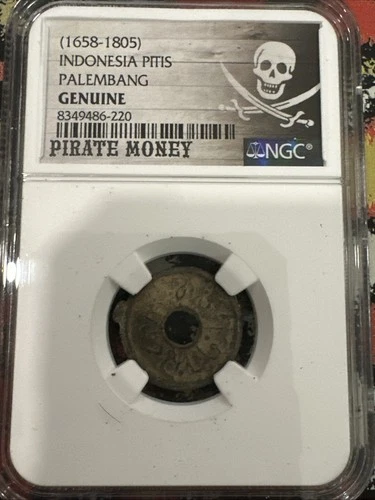 (1658-1805)
INDONESIA PITIS
PALEMBANG
GENUINE
8349486-220
PIRATE MONEY
NGC®